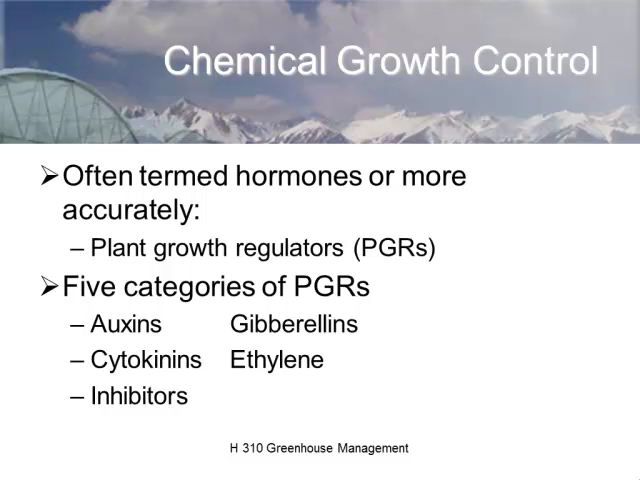 Chemical Growth Control
➢Often termed hormones or more
accurately:
– Plant growth regulators (PGRs)
➢Five categories of PGRs
– Auxins Gibberellins
– Cytokinins Ethylene
– Inhibitors
H 310 Greenhouse Management